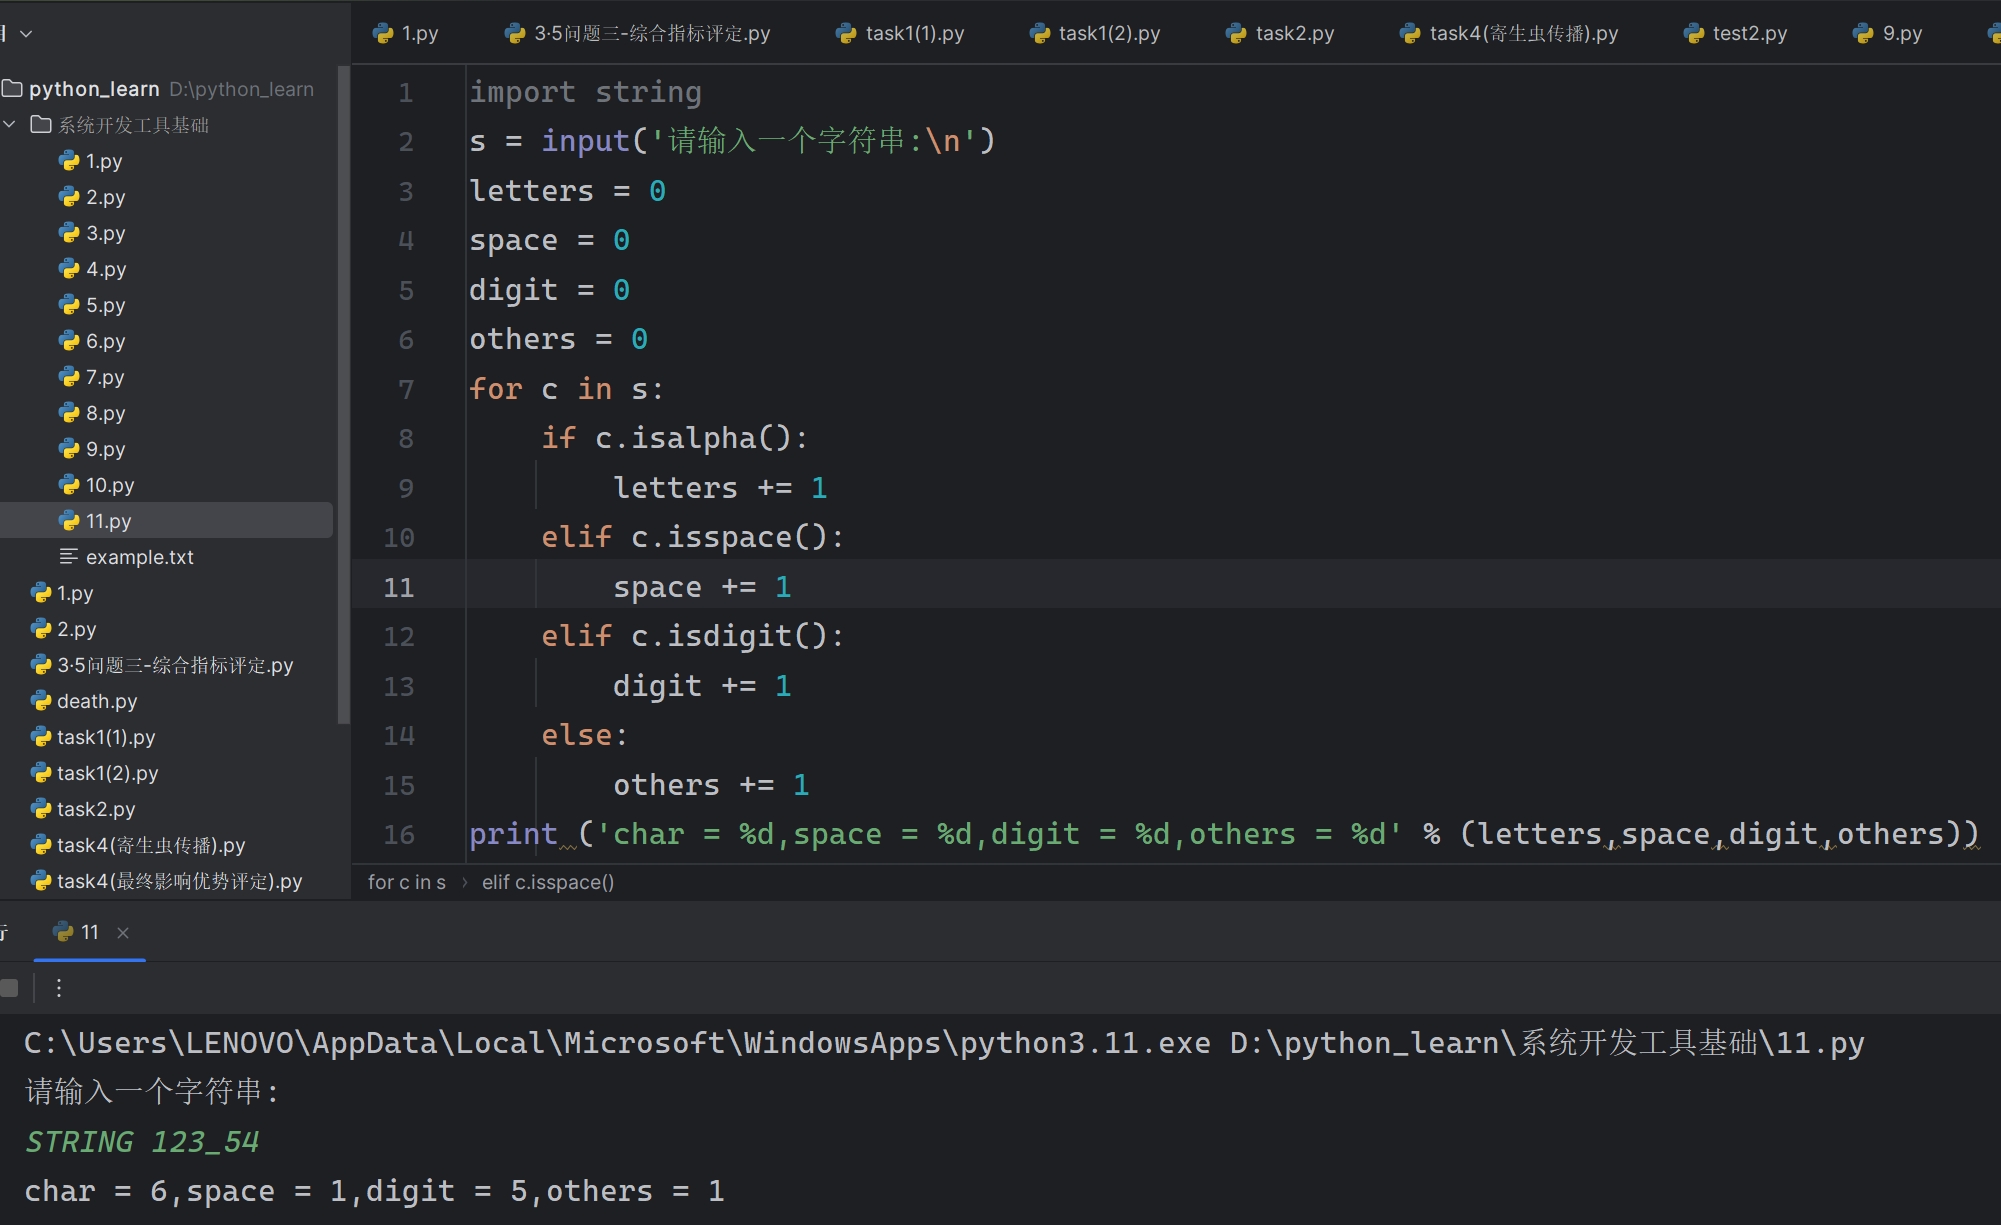 1.py 3·5问题三-综合指标评定.py task1(1).py task1(2).py task2.py task4(寄生虫传播).py test2.py 9.py
python_learn D:\python_learn
系统开发工具基础
1.py
2.py
3.py
4.py
5.py
6.py
7.py
8.py
9.py
10.py
11.py
example.txt
1.py
2.py
3·5问题三-综合指标评定.py
death.py
task1(1).py
task1(2).py
task2.py
task4(寄生虫传播).py
task4(最终影响优势评定).py
1 import string
2 s = input('请输入一个字符串:\n')
3 letters = 0
4 space = 0
5 digit = 0
6 others = 0
7 for c in s:
8 if c.isalpha():
9 letters += 1
10 elif c.isspace():
11 space += 1
12 elif c.isdigit():
13 digit += 1
14 else:
15 others += 1
16 print ('char = %d,space = %d,digit = %d,others = %d' % (letters,space,digit,others))
for c in s › elif c.isspace()
11
C:\Users\LENOVO\AppData\Local\Microsoft\WindowsApps\python3.11.exe D:\python_learn\系统开发工具基础\11.py
请输入一个字符串:
STRING 123_54
char = 6,space = 1,digit = 5,others = 1